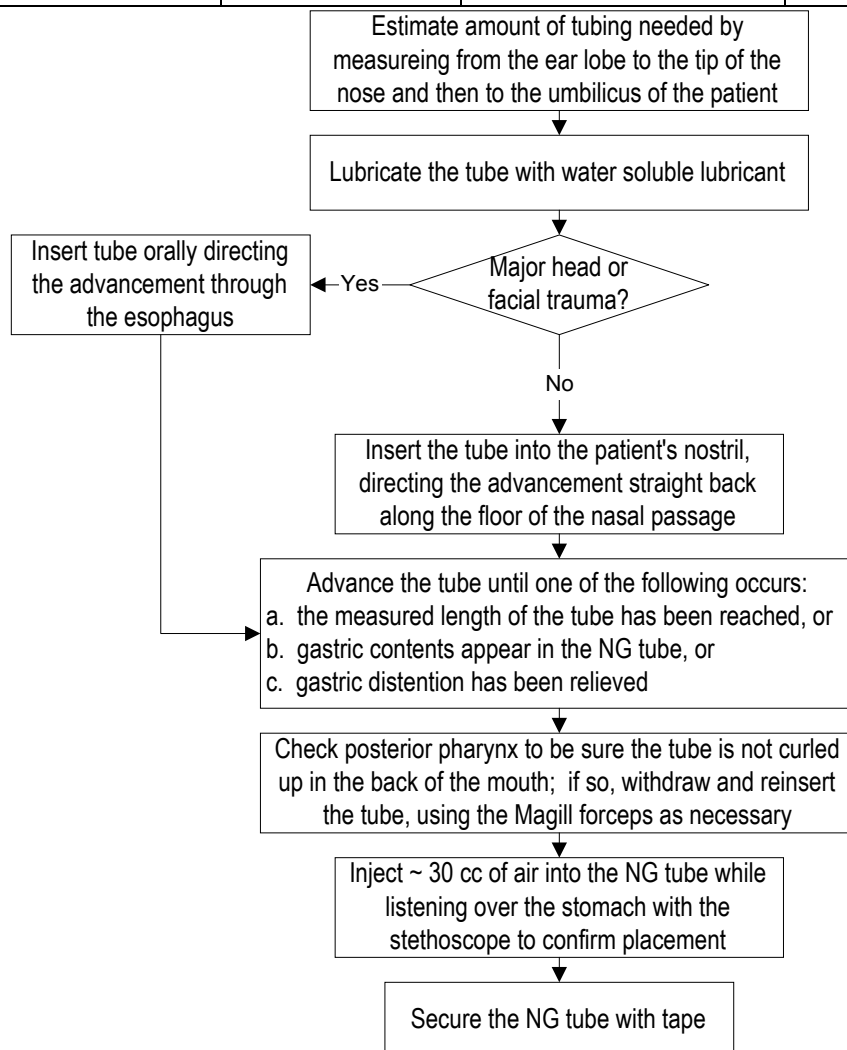 Estimate amount of tubing needed by
measureing from the ear lobe to the tip of the
nose and then to the umbilicus of the patient
Lubricate the tube with water soluble lubricant
Major head or
facial trauma?
Yes
Insert tube orally directing
the advancement through
the esophagus
No
Insert the tube into the patient's nostril,
directing the advancement straight back
along the floor of the nasal passage
Advance the tube until one of the following occurs:
a. the measured length of the tube has been reached, or
b. gastric contents appear in the NG tube, or
c. gastric distention has been relieved
Check posterior pharynx to be sure the tube is not curled
up in the back of the mouth; if so, withdraw and reinsert
the tube, using the Magill forceps as necessary
Inject ~ 30 cc of air into the NG tube while
listening over the stomach with the
stethoscope to confirm placement
Secure the NG tube with tape